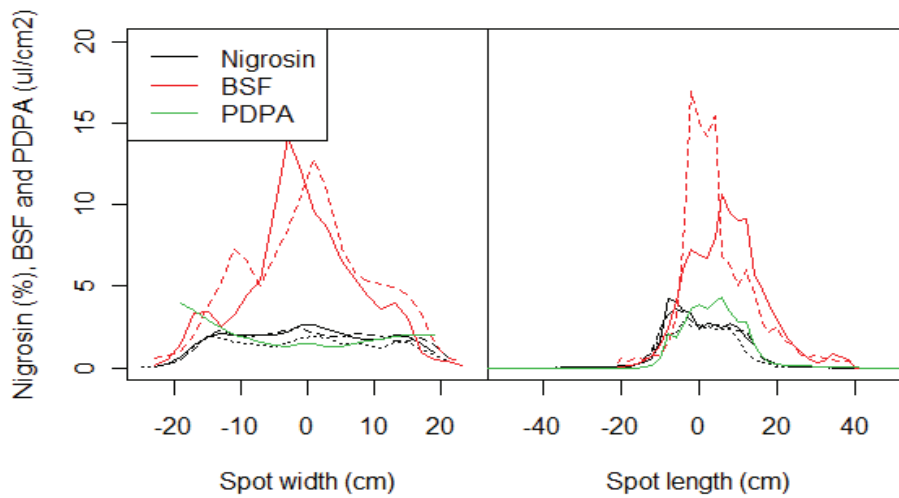 Nigrosin (%), BSF and PDPA (ul/cm2)
20
15
10
5
0
Nigrosin
BSF
PDPA
-20 -10 0 10 20
-40 -20 0 20 40
Spot width (cm)
Spot length (cm)